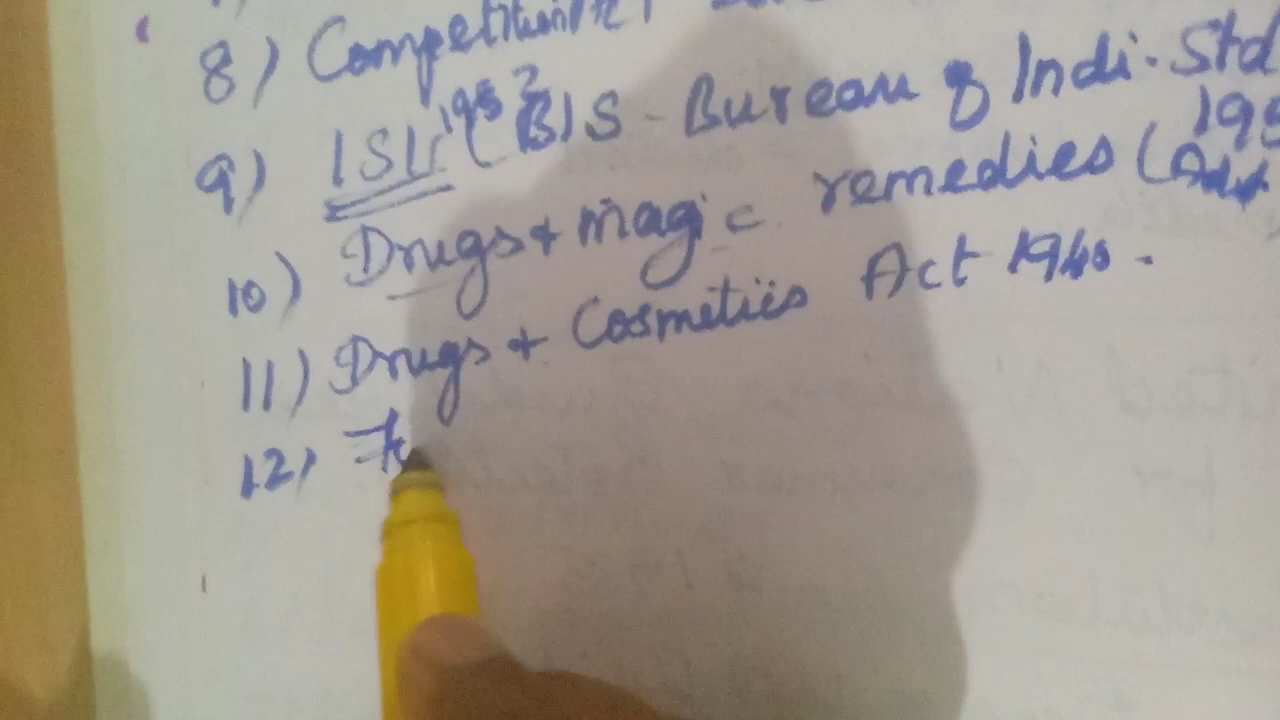 8)
9) ISI (BIS - Bureau of Indi. Std
1952
10) Drugs + magic remedies (
11) Drugs + Cosmetics Act 1940.
12)